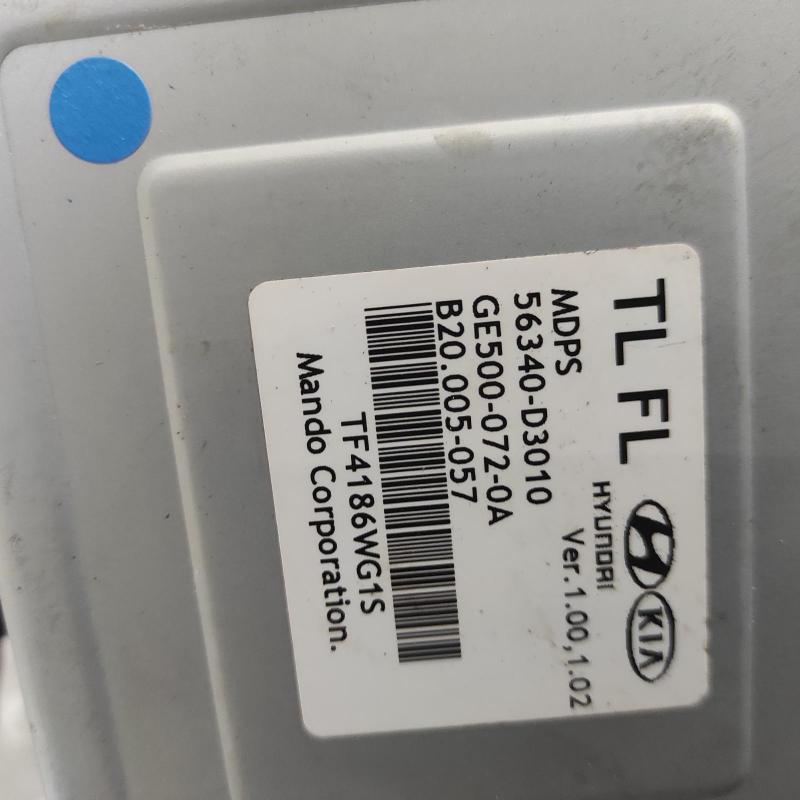 TL FL
HYUNDAI
KIA
MDPS
Ver.1.00,1.02
56340-D3010
GE500-072-0A
B20.005-057
TF4186WG1S
Mando Corporation.